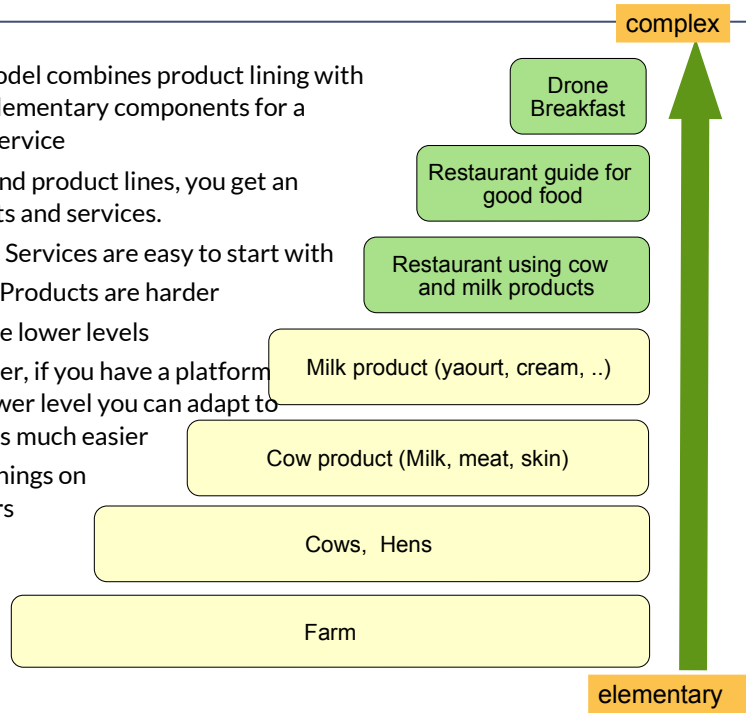 complex
odel combines product lining with
lementary components for a
ervice
nd product lines, you get an
ts and services.
Services are easy to start with
Products are harder
e lower levels
er, if you have a platform
wer level you can adapt to
s much easier
nings on
rs
Drone
Breakfast
Restaurant guide for
good food
Restaurant using cow
and milk products
Milk product (yaourt, cream, ..)
Cow product (Milk, meat, skin)
Cows, Hens
Farm
elementary